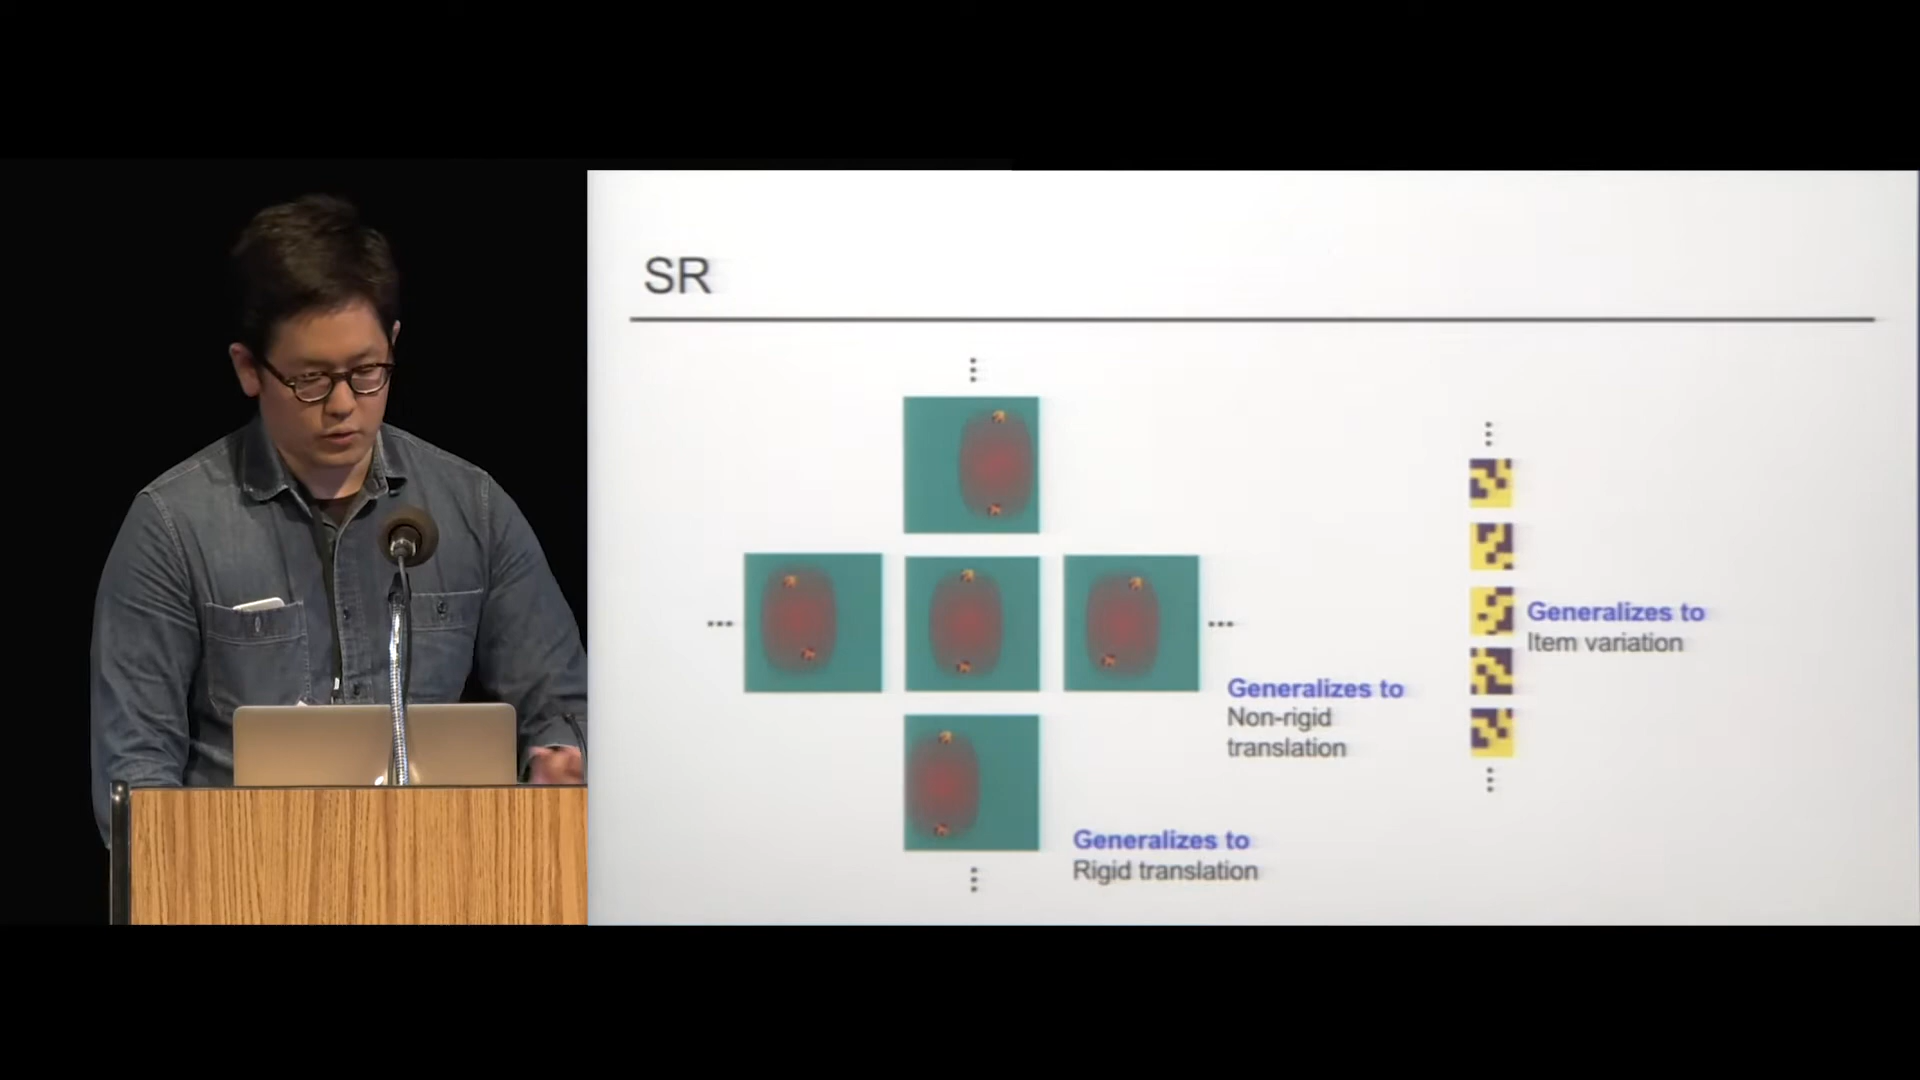 SR
Generalizes to
Item variation
Generalizes to
Non-rigid
translation
Generalizes to
Rigid translation